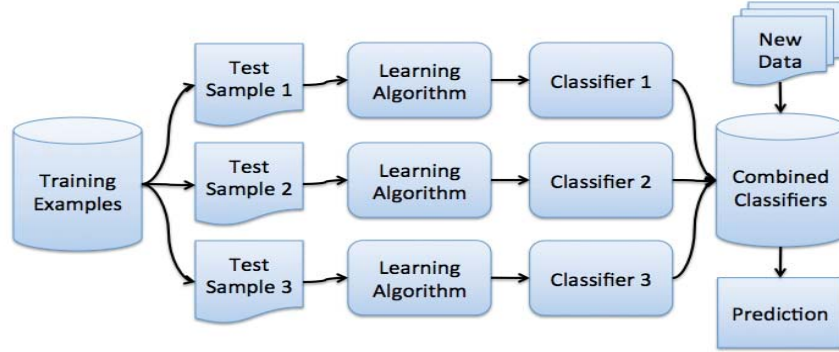 Training
Examples
Test
Sample 1
Learning
Algorithm
Classifier 1
Test
Sample 2
Learning
Algorithm
Classifier 2
Test
Sample 3
Learning
Algorithm
Classifier 3
New
Data
Combined
Classifiers
Prediction